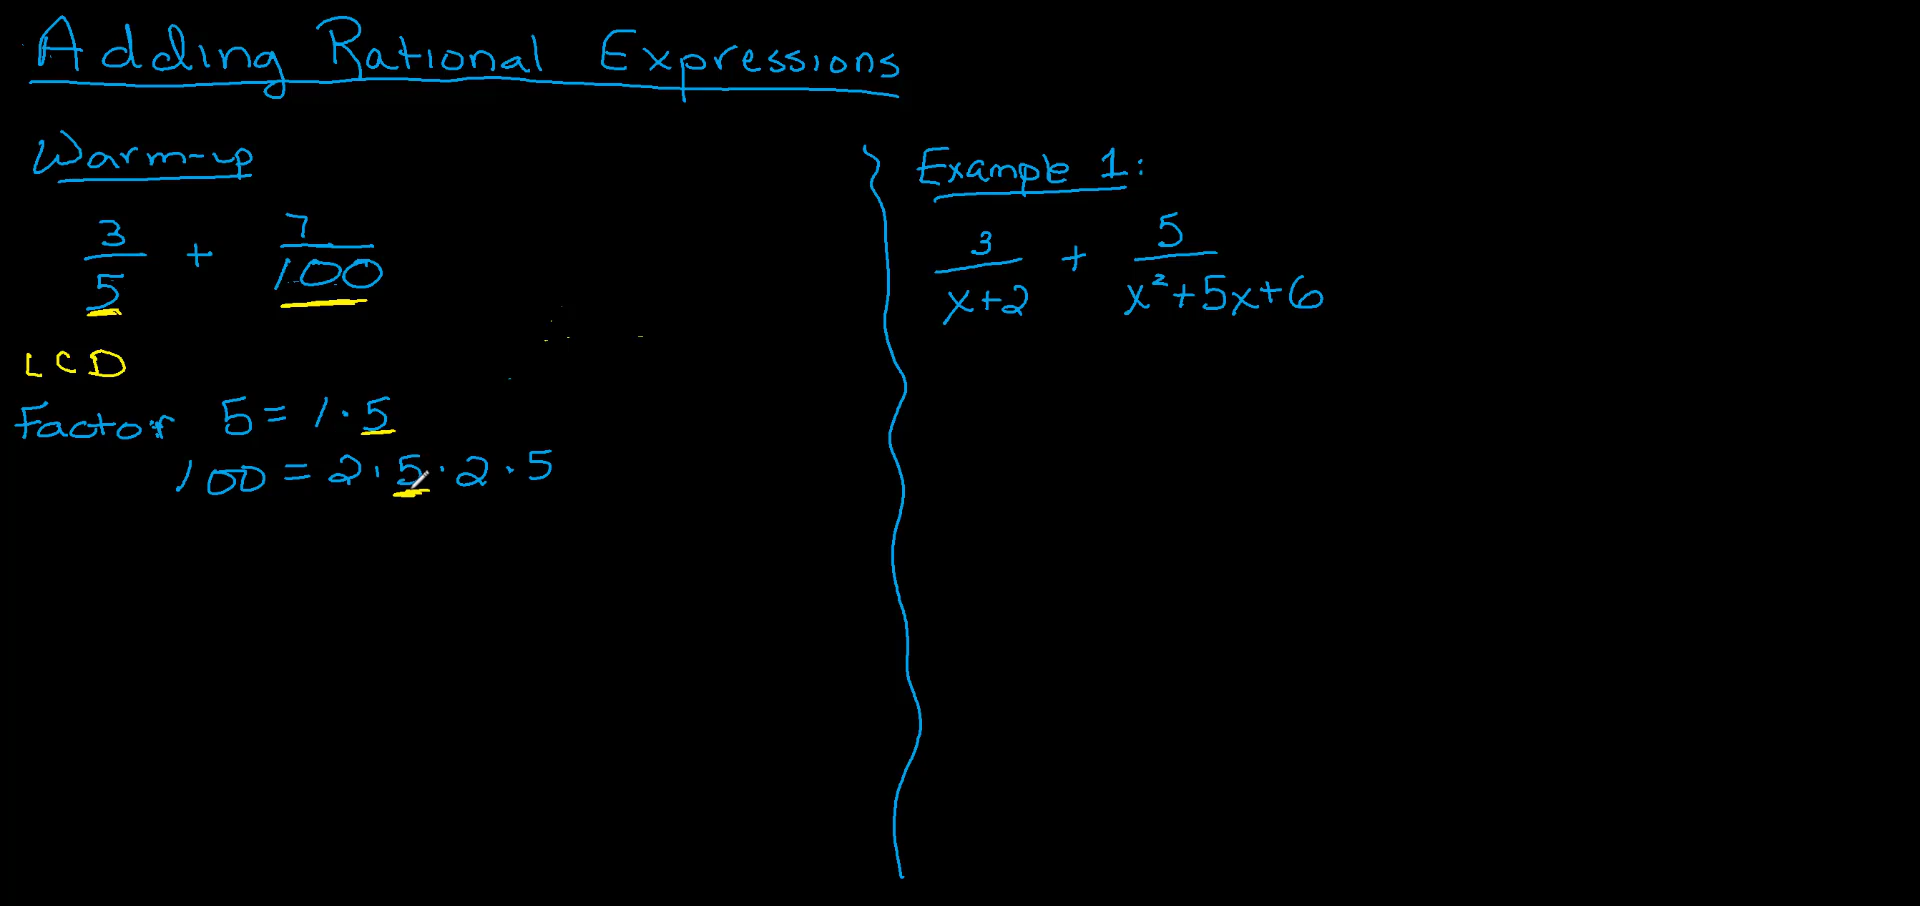 Adding Rational Expressions
Warm-up
3/5 + 7/100
LCD
Factor 5 = 1 · 5
100 = 2 · 5 · 2 · 5
Example 1:
3/(x+2) + 5/(x²+5x+6)